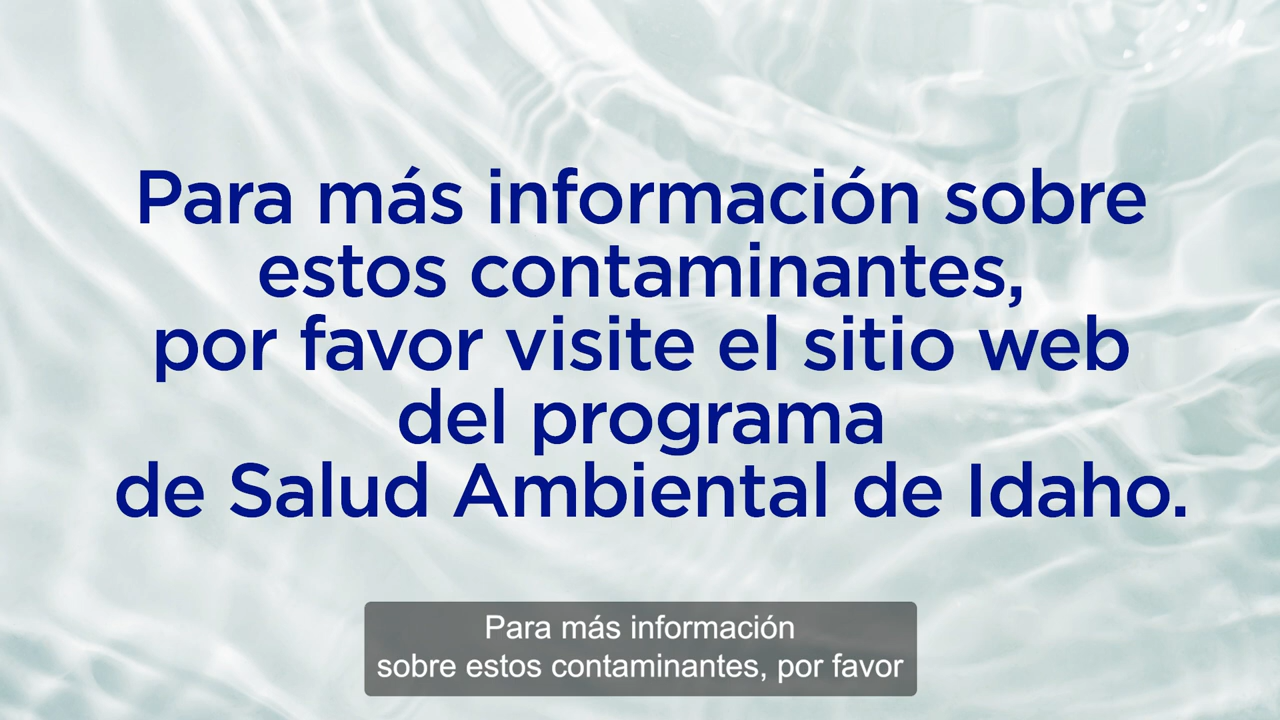 Para más información sobre
estos contaminantes,
por favor visite el sitio web
del programa
de Salud Ambiental de Idaho.
Para más información
sobre estos contaminantes, por favor